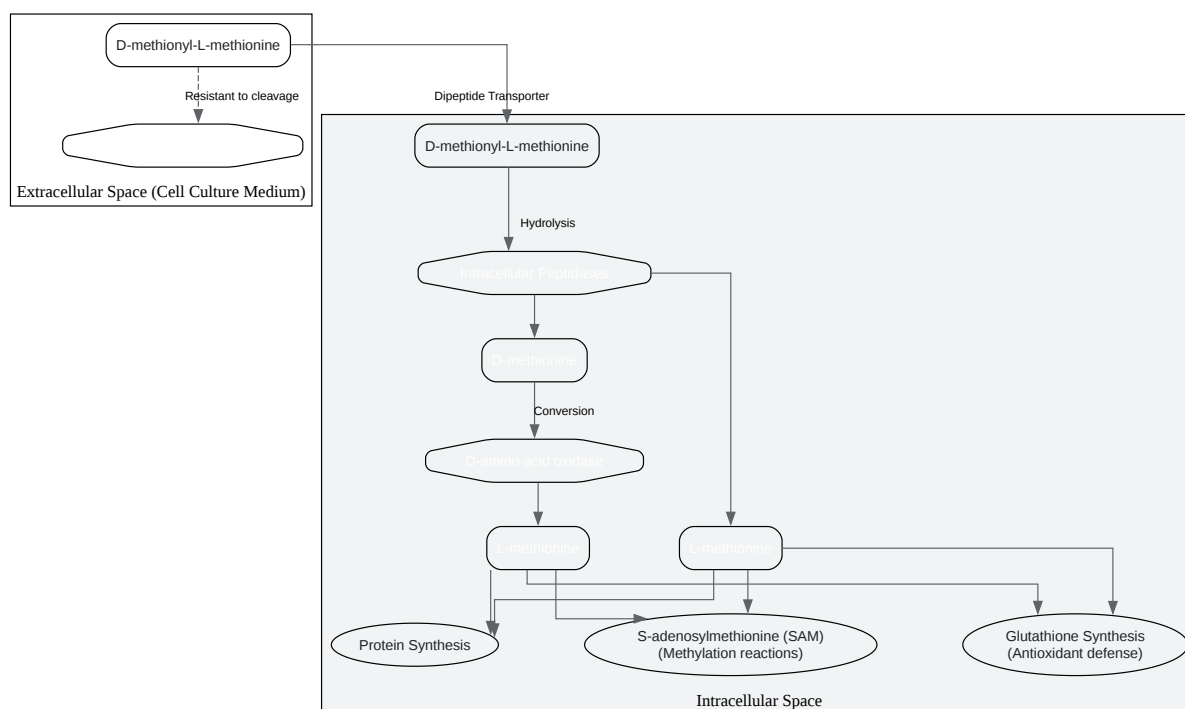 D-methionyl-L-methionine
Resistant to cleavage
Extracellular Space (Cell Culture Medium)
Dipeptide Transporter
D-methionyl-L-methionine
Hydrolysis
Intracellular Peptidases
D-methionine
Conversion
D-amino acid oxidase
L-methionine
L-methionine
Protein Synthesis
S-adenosylmethionine (SAM)
(Methylation reactions)
Glutathione Synthesis
(Antioxidant defense)
Intracellular Space